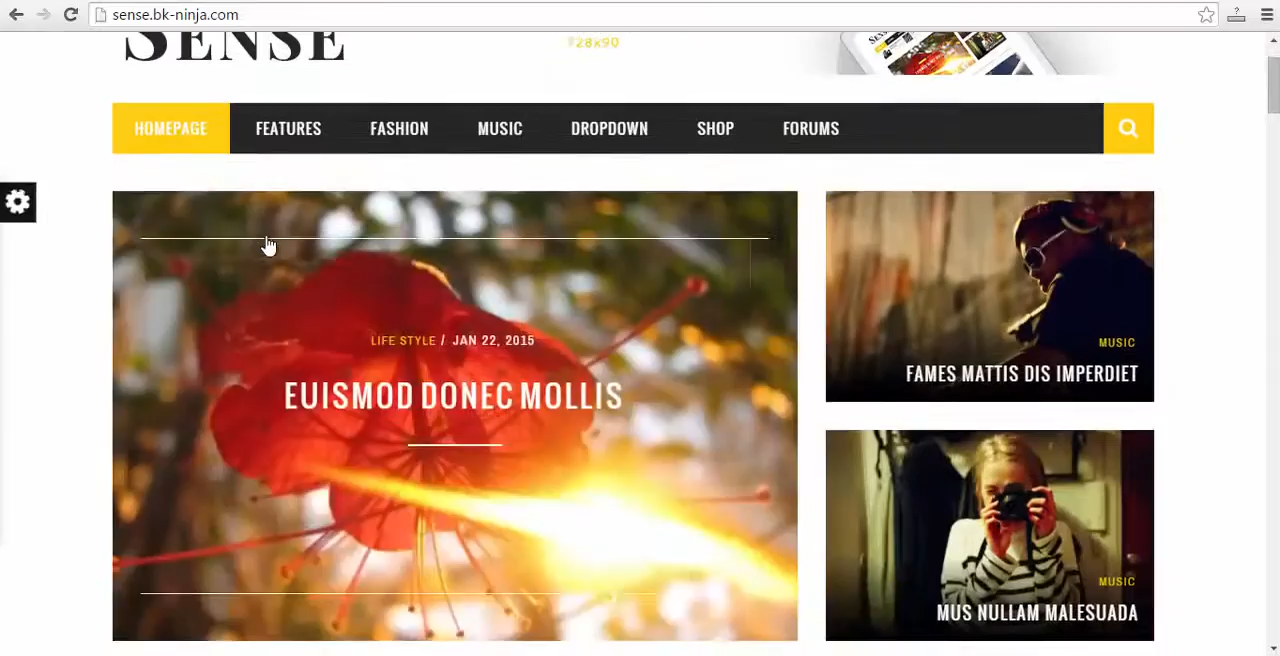 sense.bk-ninja.com
SENSE
728x90
HOMEPAGE FEATURES FASHION MUSIC DROPDOWN SHOP FORUMS
LIFE STYLE / JAN 22, 2015
EUISMOD DONEC MOLLIS
MUSIC
FAMES MATTIS DIS IMPERDIET
MUSIC
MUS NULLAM MALESUADA